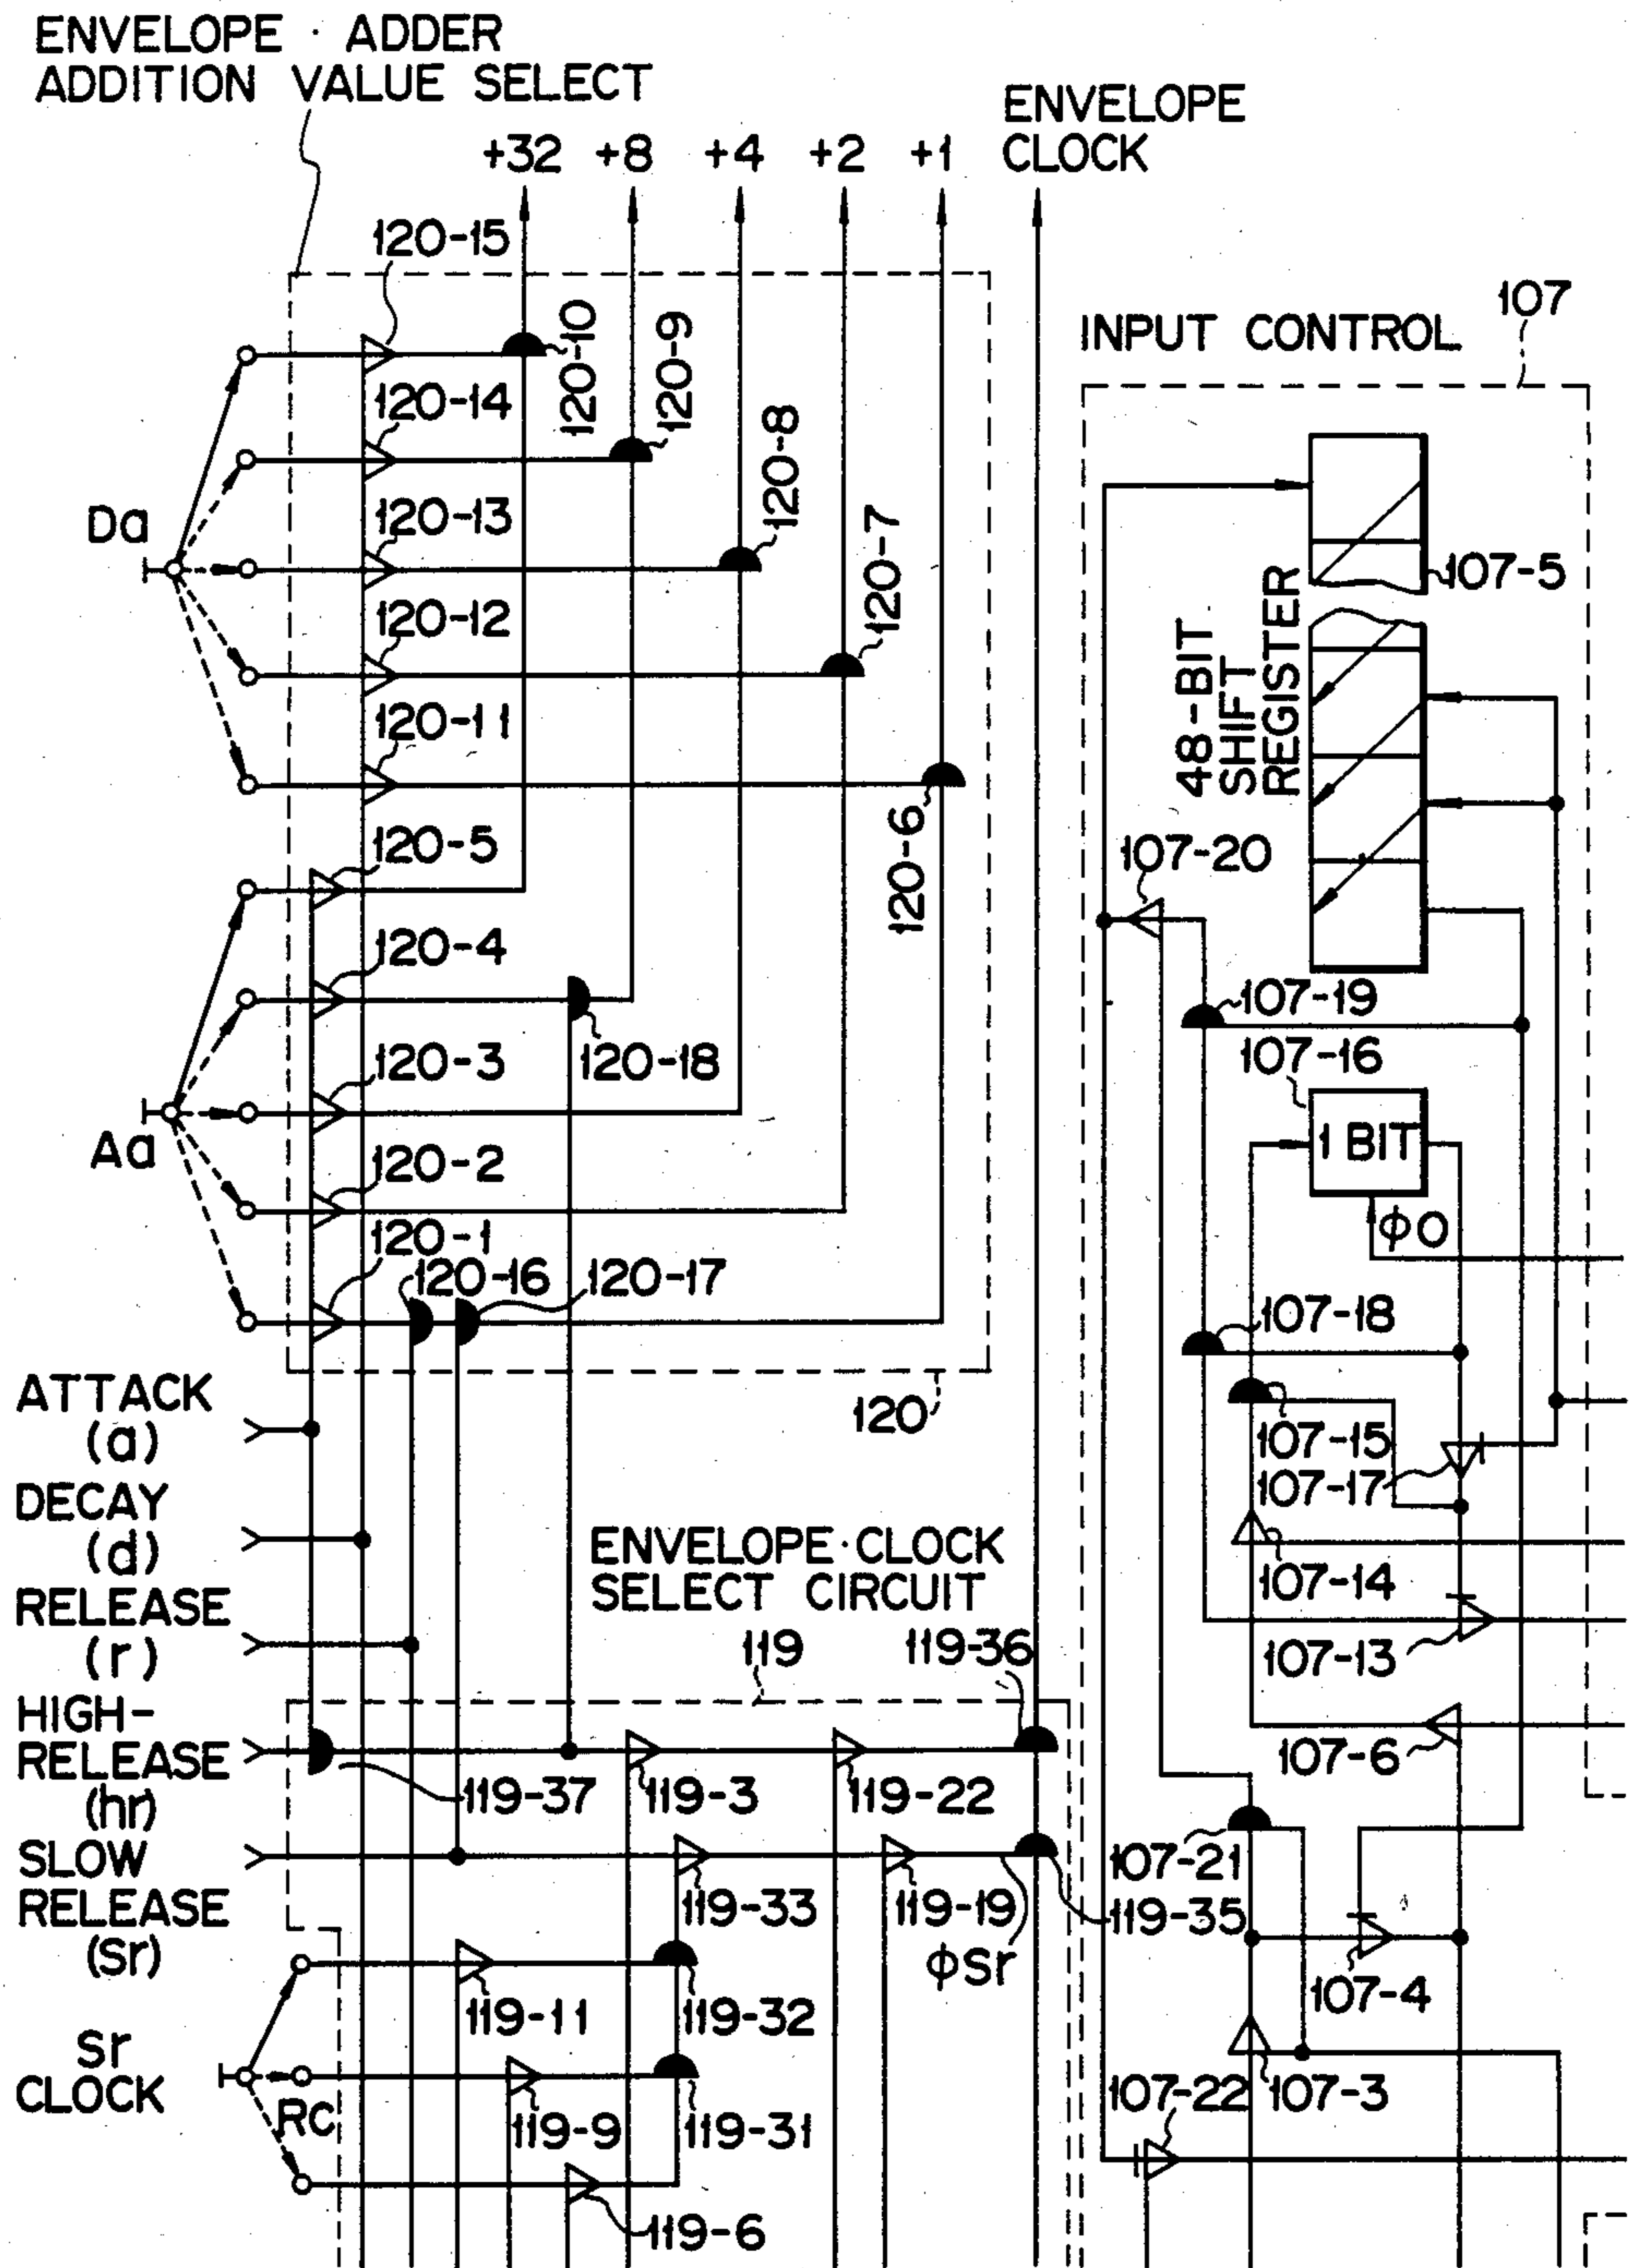 ENVELOPE · ADDER
ADDITION VALUE SELECT
ENVELOPE
CLOCK
+32 +8 +4 +2 +1
120-15
120-10
120-9
107
INPUT CONTROL
120-14
120-8
Da
120-13
120-7
107-5
120-12
48-BIT
SHIFT
REGISTER
120-11
120-6
120-5
107-20
120-4
107-19
120-3
120-18
107-16
Aa
1 BIT
120-2
120-1
φ0
120-16
120-17
107-18
ATTACK
(a)
120
107-15
107-17
DECAY
(d)
ENVELOPE·CLOCK
SELECT CIRCUIT
107-14
RELEASE
(r)
119
119-36
107-13
HIGH-
RELEASE
(hr)
119-37
119-3
119-22
107-6
SLOW
RELEASE
(Sr)
119-33
119-19
φSr
107-21
119-35
107-4
119-11
119-32
Sr
CLOCK
Rc
119-9
119-31
107-22
107-3
119-6